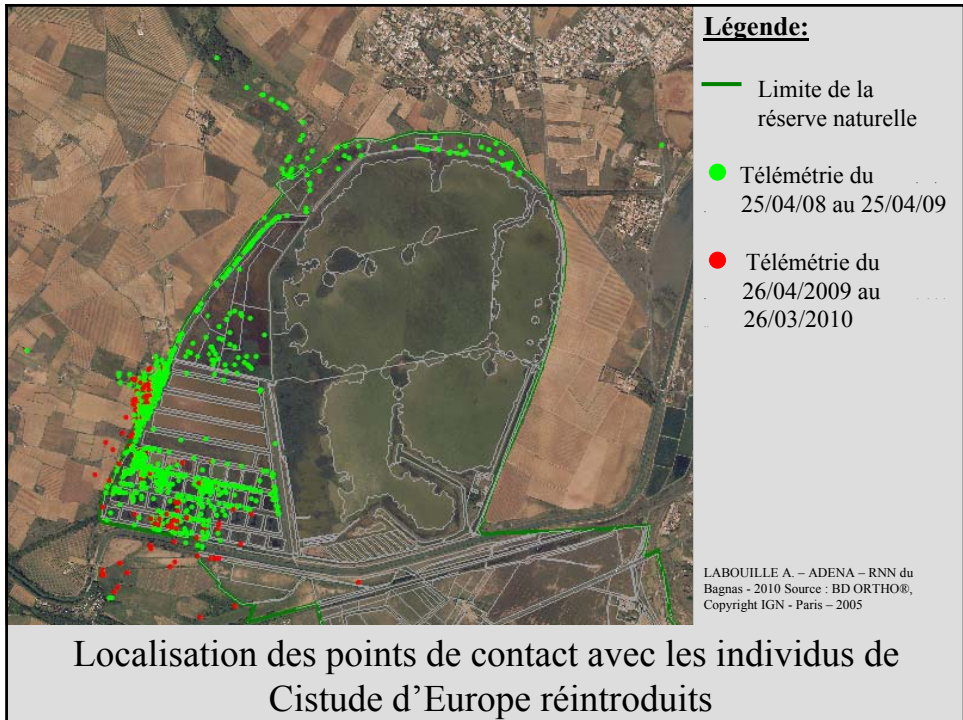 Légende:
Limite de la
réserve naturelle
Télémétrie du
25/04/08 au 25/04/09
Télémétrie du
26/04/2009 au
26/03/2010
LABOUILLE A. – ADENA – RNN du
Bagnas - 2010 Source : BD ORTHO®,
Copyright IGN - Paris – 2005
Localisation des points de contact avec les individus de
Cistude d’Europe réintroduits